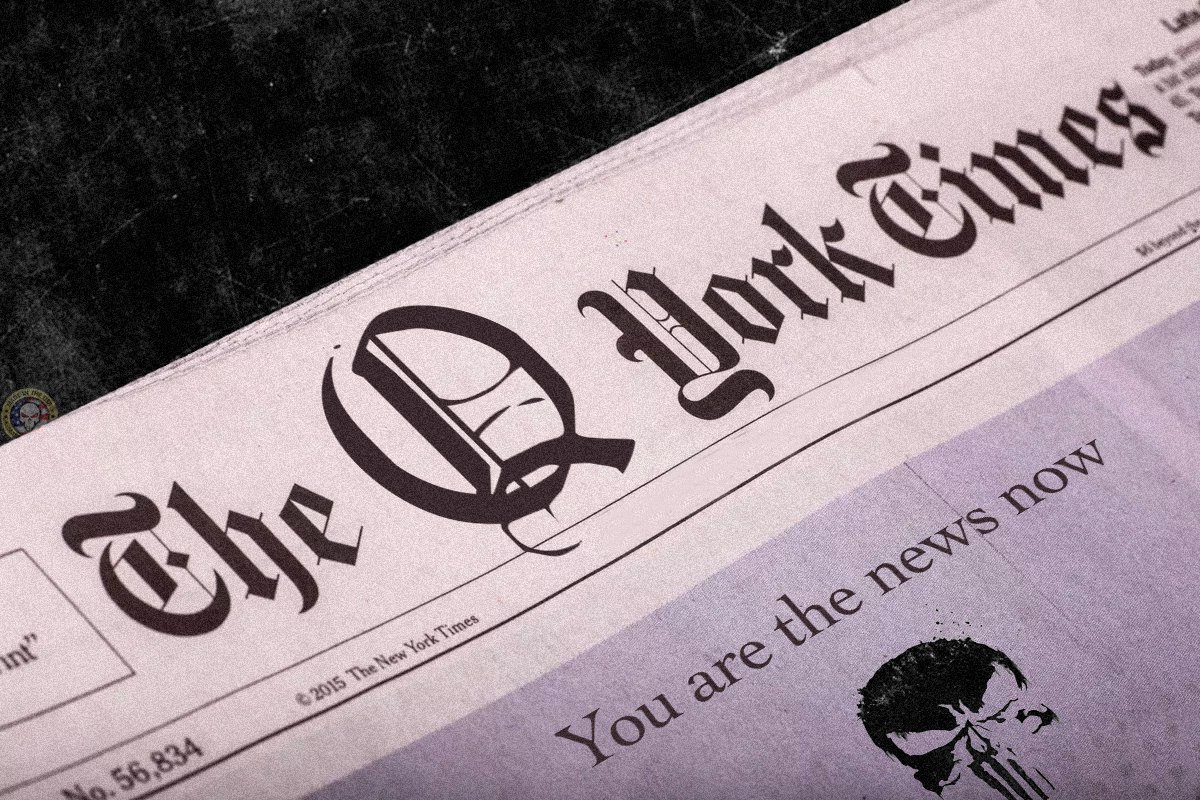 The Q York Times
int"
© 2015 The New York Times
No. 56,834
You are the news now